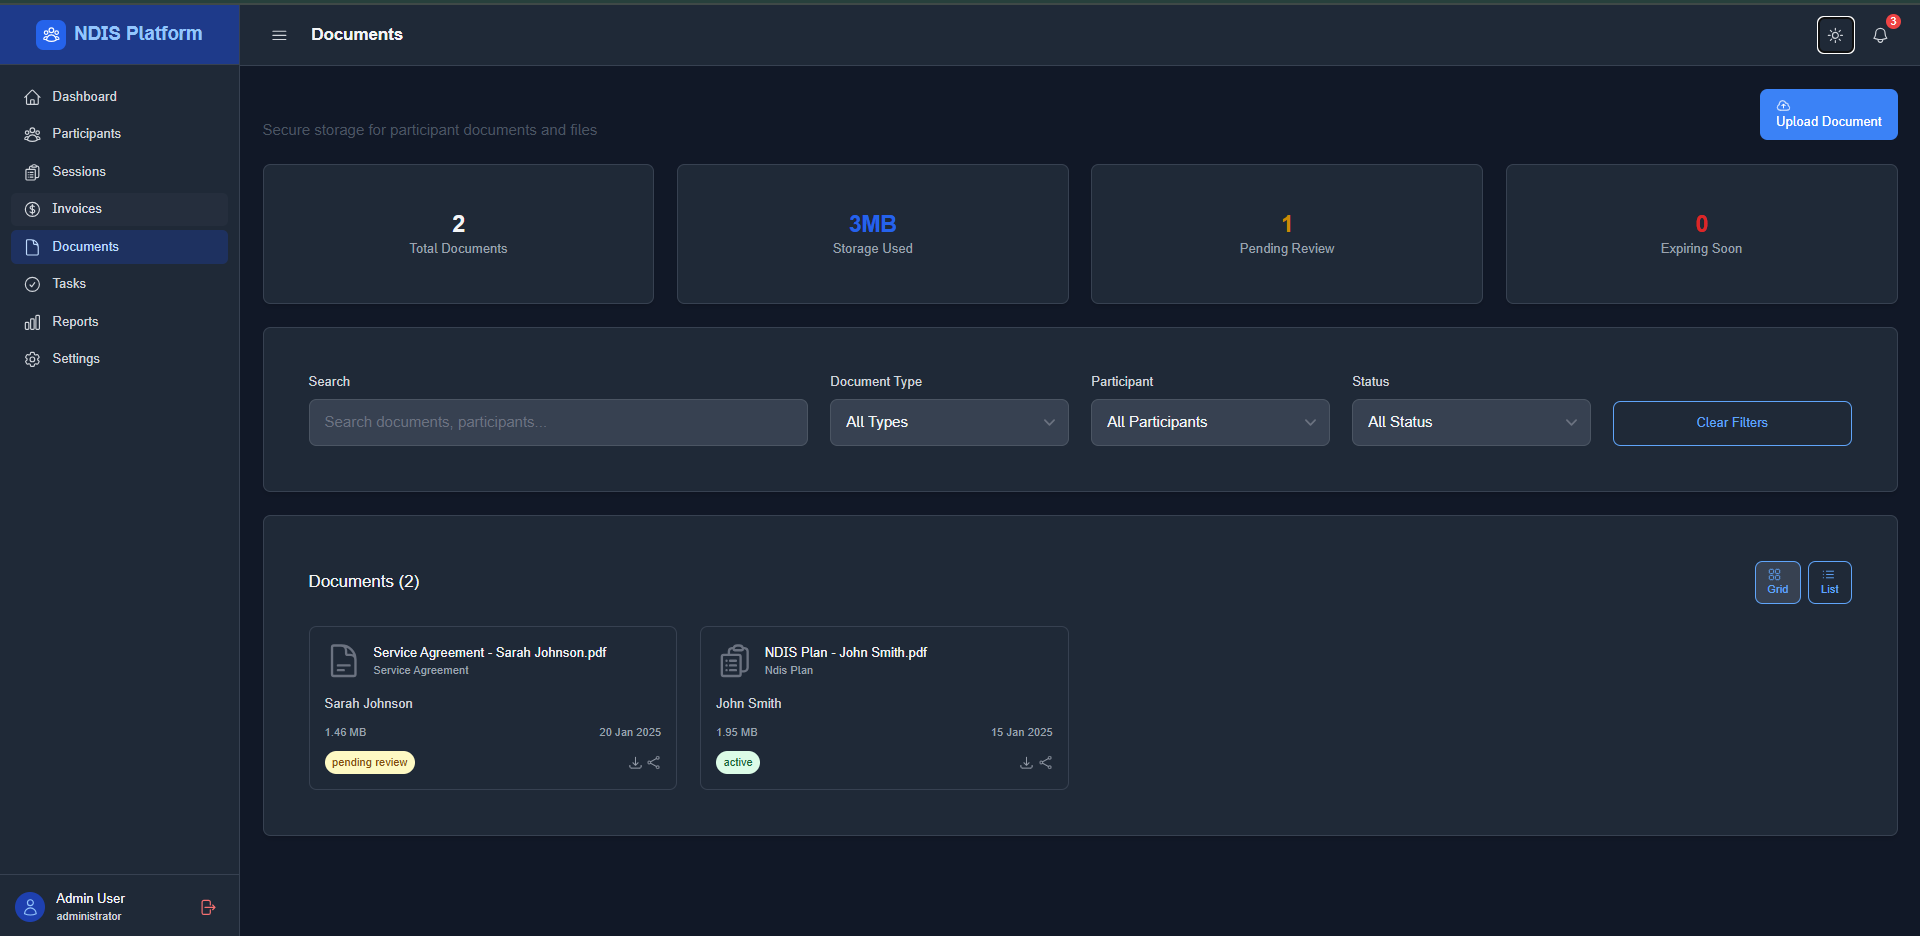 NDIS Platform
Documents
3
Dashboard
Participants
Sessions
Invoices
Documents
Tasks
Reports
Settings
Admin User
administrator
Secure storage for participant documents and files
Upload Document
2
Total Documents
3MB
Storage Used
1
Pending Review
0
Expiring Soon
Search
Search documents, participants...
Document Type
All Types
Participant
All Participants
Status
All Status
Clear Filters
Documents (2)
Grid
List
Service Agreement - Sarah Johnson.pdf
Service Agreement
Sarah Johnson
1.46 MB
20 Jan 2025
pending review
NDIS Plan - John Smith.pdf
Ndis Plan
John Smith
1.95 MB
15 Jan 2025
active